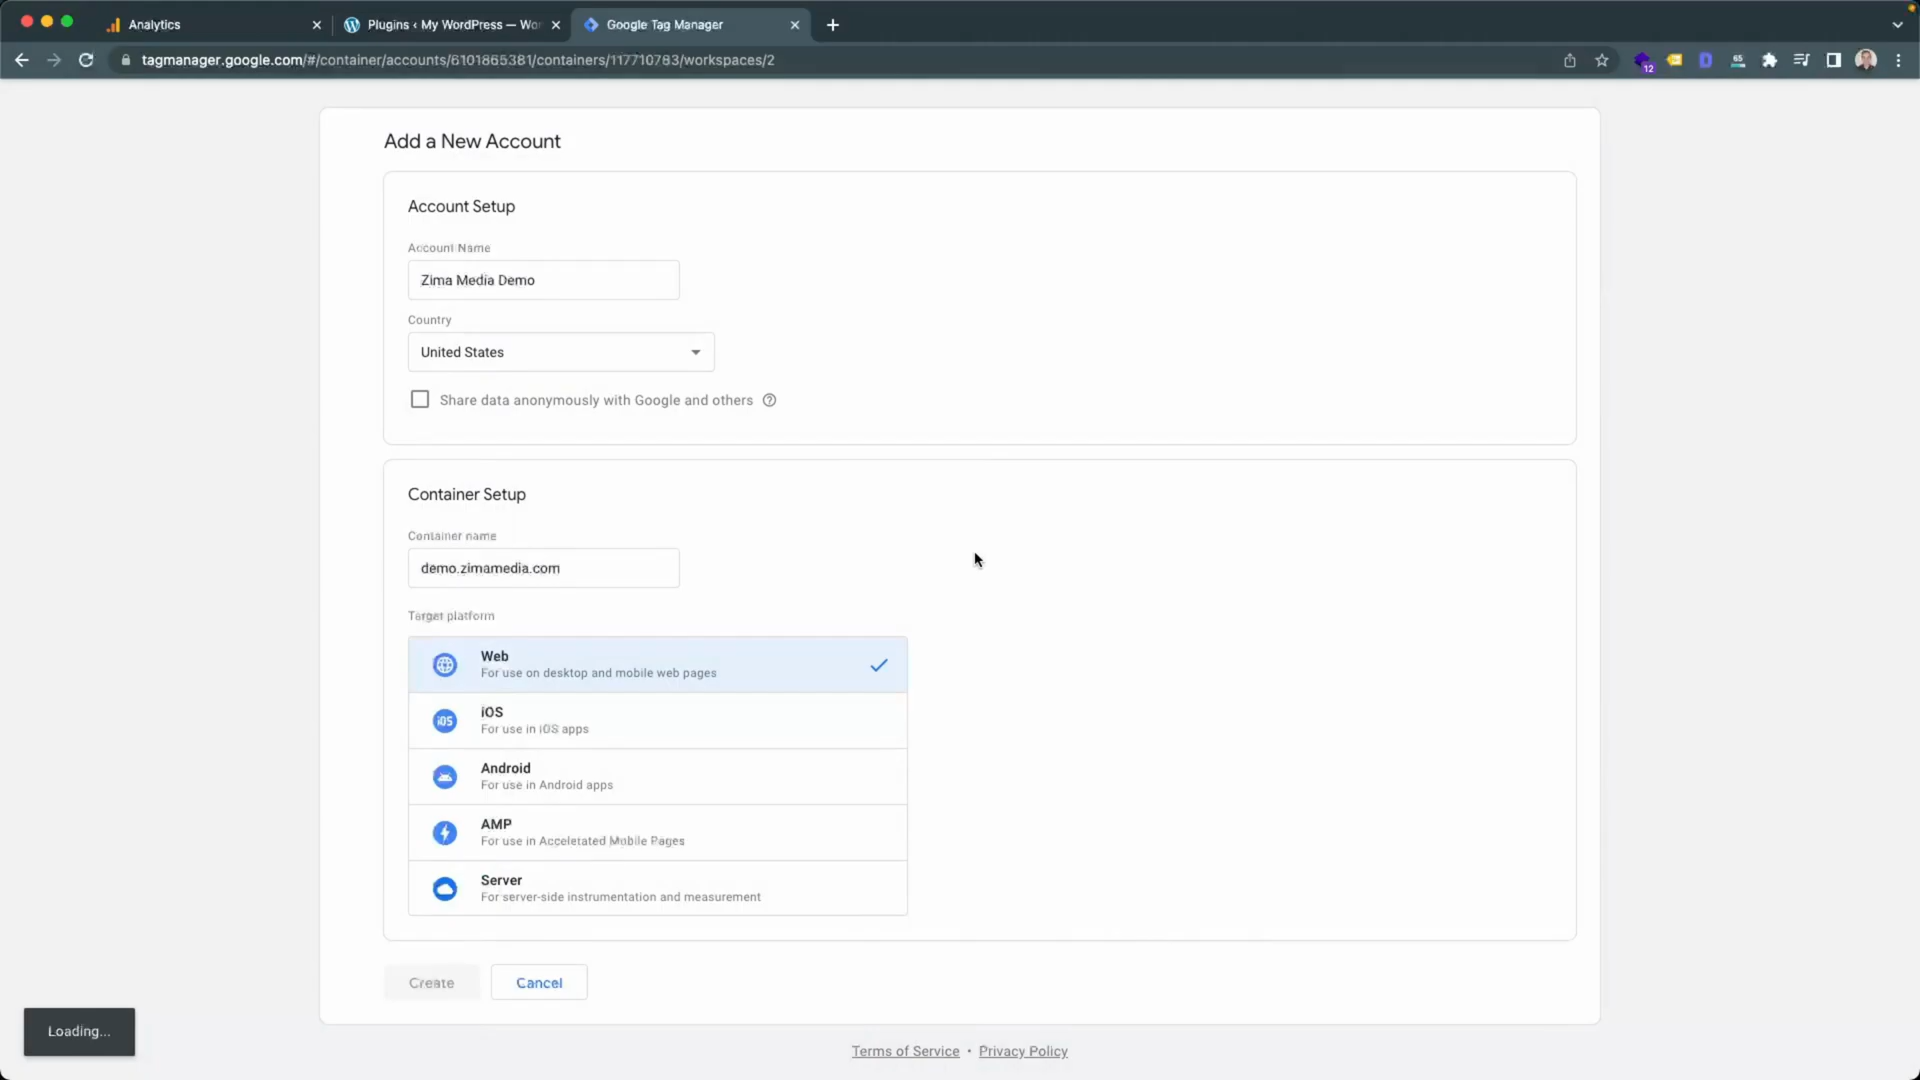 Analytics
Plugins ‹ My WordPress — Wor
Google Tag Manager
tagmanager.google.com/#/container/accounts/6101865381/containers/117710783/workspaces/2
12
65
Add a New Account
Account Setup
Account Name
Zima Media Demo
Country
United States
Share data anonymously with Google and others
Container Setup
Container name
demo.zimamedia.com
Target platform
Web
For use on desktop and mobile web pages
iOS
iOS
For use in iOS apps
Android
For use in Android apps
AMP
For use in Accelerated Mobile Pages
Server
For server-side instrumentation and measurement
Create
Cancel
Loading...
Terms of Service • Privacy Policy